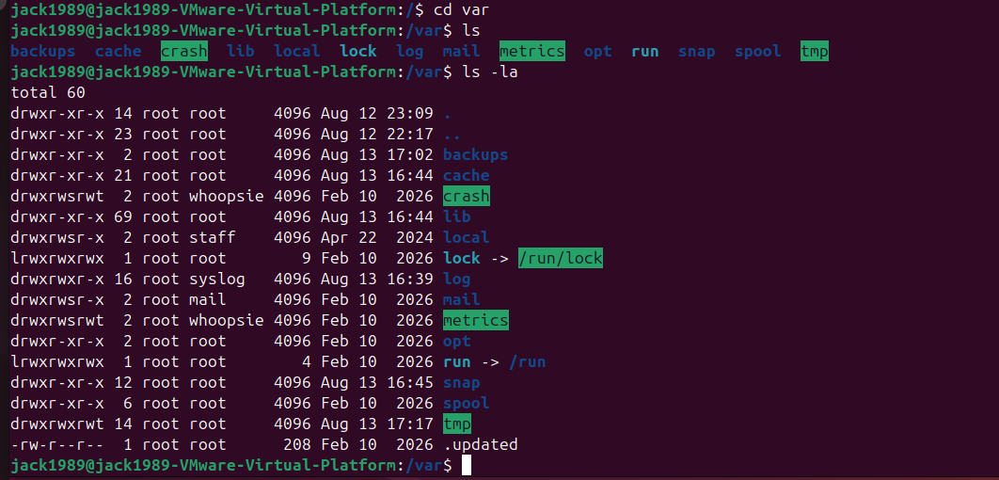 jack1989@jack1989-VMware-Virtual-Platform:/$ cd var
jack1989@jack1989-VMware-Virtual-Platform:/var$ ls
backups  cache  crash  lib  local  lock  log  mail  metrics  opt  run  snap  spool  tmp
jack1989@jack1989-VMware-Virtual-Platform:/var$ ls -la
total 60
drwxr-xr-x 14 root root     4096 Aug 12 23:09 .
drwxr-xr-x 23 root root     4096 Aug 12 22:17 ..
drwxr-xr-x  2 root root     4096 Aug 13 17:02 backups
drwxr-xr-x 21 root root     4096 Aug 13 16:44 cache
drwxrwsrwt  2 root whoopsie 4096 Feb 10  2026 crash
drwxr-xr-x 69 root root     4096 Aug 13 16:44 lib
drwxrwsr-x  2 root staff    4096 Apr 22  2024 local
lrwxrwxrwx  1 root root        9 Feb 10  2026 lock -> /run/lock
drwxrwxr-x 16 root syslog   4096 Aug 13 16:39 log
drwxrwsr-x  2 root mail     4096 Feb 10  2026 mail
drwxrwsrwt  2 root whoopsie 4096 Feb 10  2026 metrics
drwxr-xr-x  2 root root     4096 Feb 10  2026 opt
lrwxrwxrwx  1 root root        4 Feb 10  2026 run -> /run
drwxr-xr-x 12 root root     4096 Aug 13 16:45 snap
drwxr-xr-x  6 root root     4096 Feb 10  2026 spool
drwxrwxrwt 14 root root     4096 Aug 13 17:17 tmp
-rw-r--r--  1 root root      208 Feb 10  2026 .updated
jack1989@jack1989-VMware-Virtual-Platform:/var$